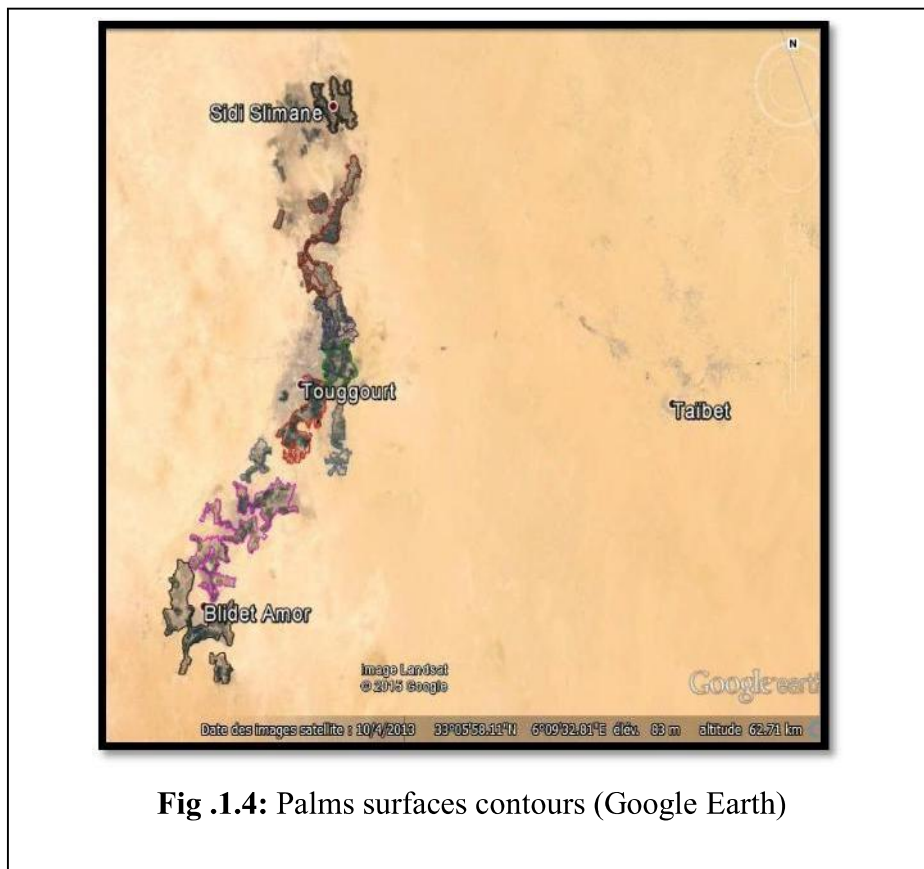 N
Sidi Slimane
Touggourt
Taïbet
Blidet Amor
Image Landsat
© 2015 Google
Google earth
Date des images satellite : 10/4/2013 33°05'58.11"N 6°09'32.81"E élév. 83 m altitude 62.71 km
Fig .1.4: Palms surfaces contours (Google Earth)